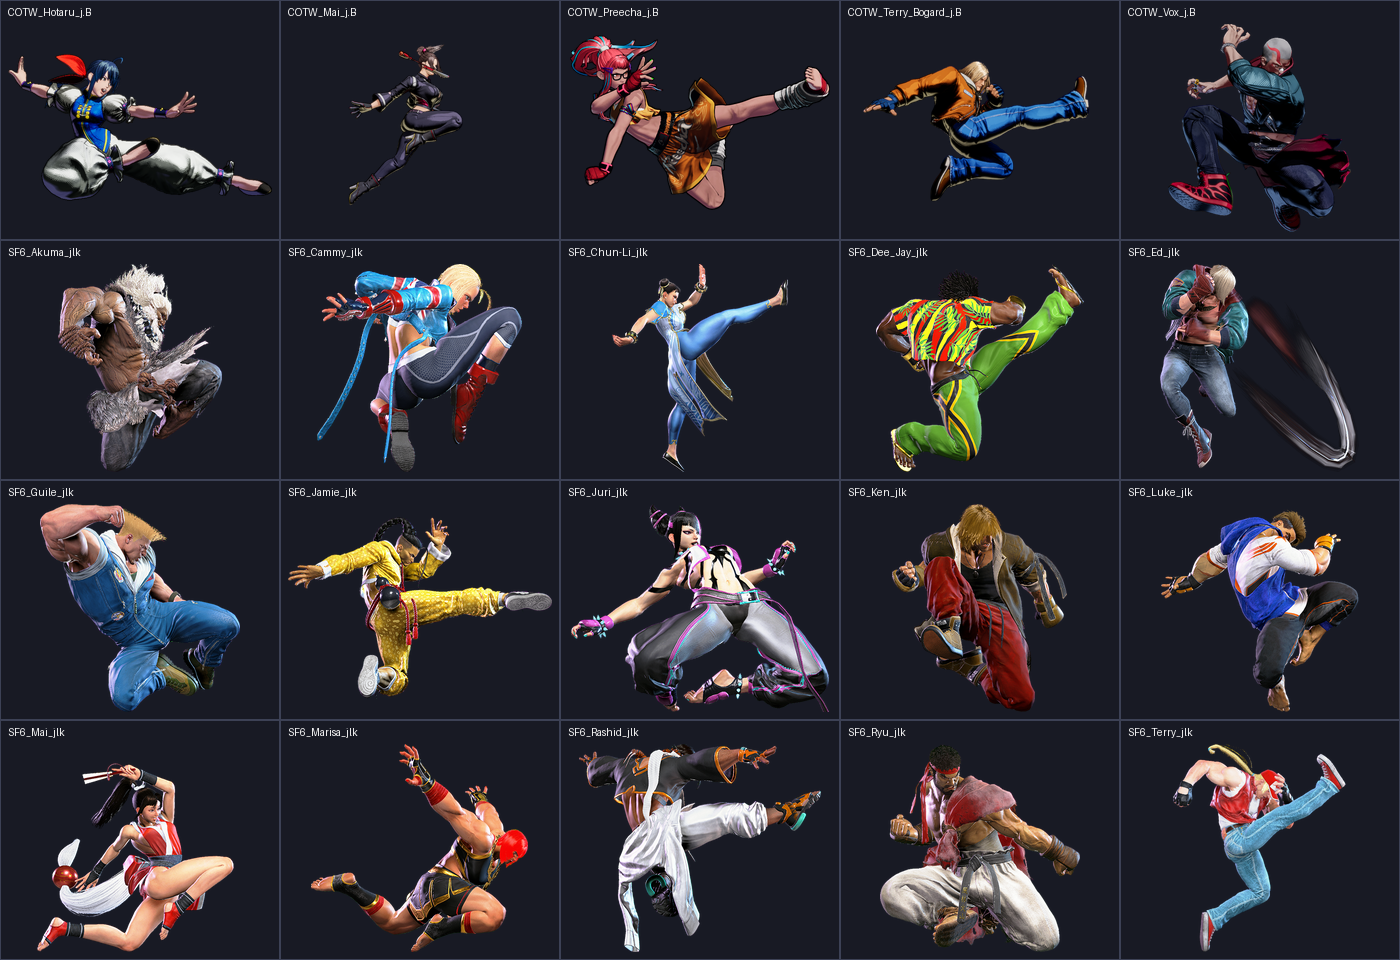 COTW_Hotaru_j.B
COTW_Mai_j.B
COTW_Preecha_j.B
COTW_Terry_Bogard_j.B
COTW_Vox_j.B
SF6_Akuma_jlk
SF6_Cammy_jlk
SF6_Chun-Li_jlk
SF6_Dee_Jay_jlk
SF6_Ed_jlk
SF6_Guile_jlk
SF6_Jamie_jlk
SF6_Juri_jlk
SF6_Ken_jlk
SF6_Luke_jlk
SF6_Mai_jlk
SF6_Marisa_jlk
SF6_Rashid_jlk
SF6_Ryu_jlk
SF6_Terry_jlk